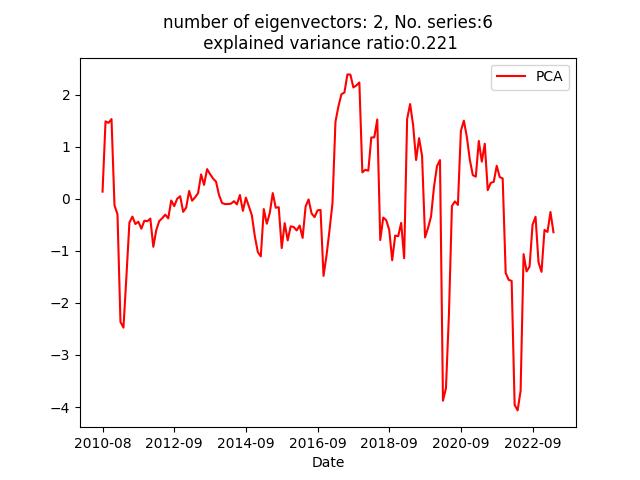 number of eigenvectors: 2, No. series:6
explained variance ratio:0.221
PCA
2
1
0
−1
−2
−3
−4
2010-08 2012-09 2014-09 2016-09 2018-09 2020-09 2022-09
Date